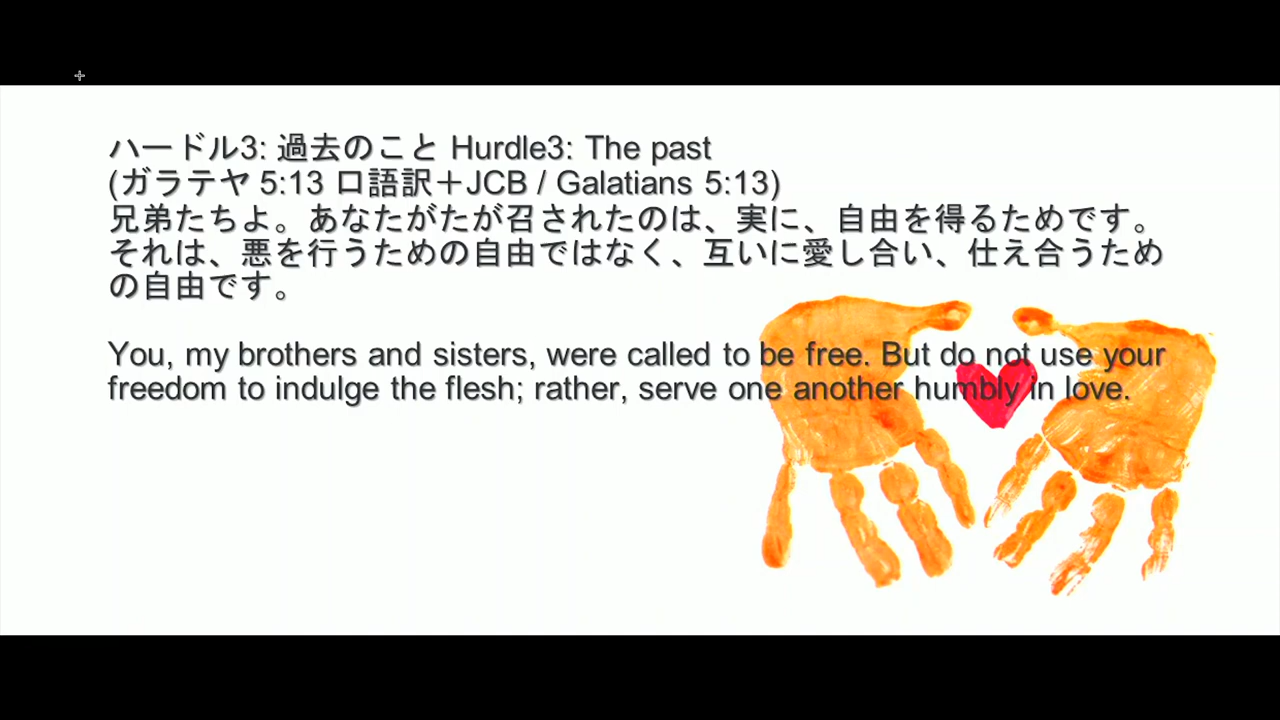 ハードル3: 過去のこと Hurdle3: The past
(ガラテヤ 5:13 口語訳＋JCB / Galatians 5:13)
兄弟たちよ。あなたがたが召されたのは、実に、自由を得るためです。
それは、悪を行うための自由ではなく、互いに愛し合い、仕え合うため
の自由です。
You, my brothers and sisters, were called to be free. But do not use your
freedom to indulge the flesh; rather, serve one another humbly in love.